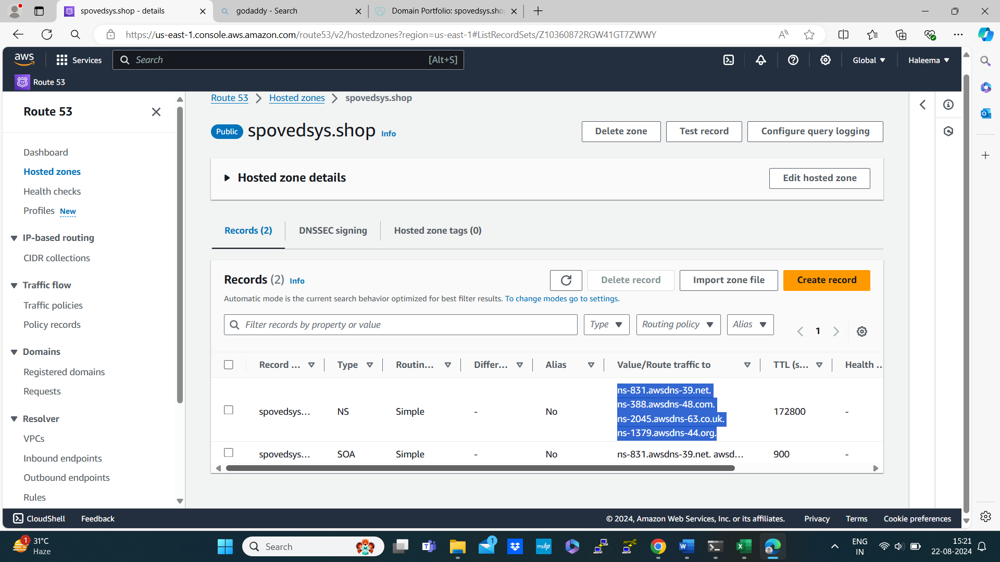 spovedsys.shop - details
godaddy - Search
Domain Portfolio: spovedsys.sho
https://us-east-1.console.aws.amazon.com/route53/v2/hostedzones?region=us-east-1#ListRecordSets/Z10360872RGW41GT7ZWWY
aws
Services
Search
[Alt+S]
Global
Haleema
Route 53
Route 53
Dashboard
Hosted zones
Health checks
Profiles New
IP-based routing
CIDR collections
Traffic flow
Traffic policies
Policy records
Domains
Registered domains
Requests
Resolver
VPCs
Inbound endpoints
Outbound endpoints
Rules
Route 53 > Hosted zones > spovedsys.shop
Public spovedsys.shop Info
Delete zone
Test record
Configure query logging
Hosted zone details
Edit hosted zone
Records (2)
DNSSEC signing
Hosted zone tags (0)
Records (2) Info
Delete record
Import zone file
Create record
Automatic mode is the current search behavior optimized for best filter results. To change modes go to settings.
Filter records by property or value
Type
Routing policy
Alias
1
Record ... Type Routin... Differ... Alias Value/Route traffic to TTL (s... Health ...
ns-831.awsdns-39.net.
ns-388.awsdns-48.com.
spovedsys... NS Simple - No 172800 -
ns-2045.awsdns-63.co.uk.
ns-1379.awsdns-44.org.
spovedsys... SOA Simple - No ns-831.awsdns-39.net. awsd... 900 -
CloudShell
Feedback
© 2024, Amazon Web Services, Inc. or its affiliates.
Privacy
Terms
Cookie preferences
1
31°C
Haze
Search
1
myhp
ENG
IN
15:21
22-08-2024